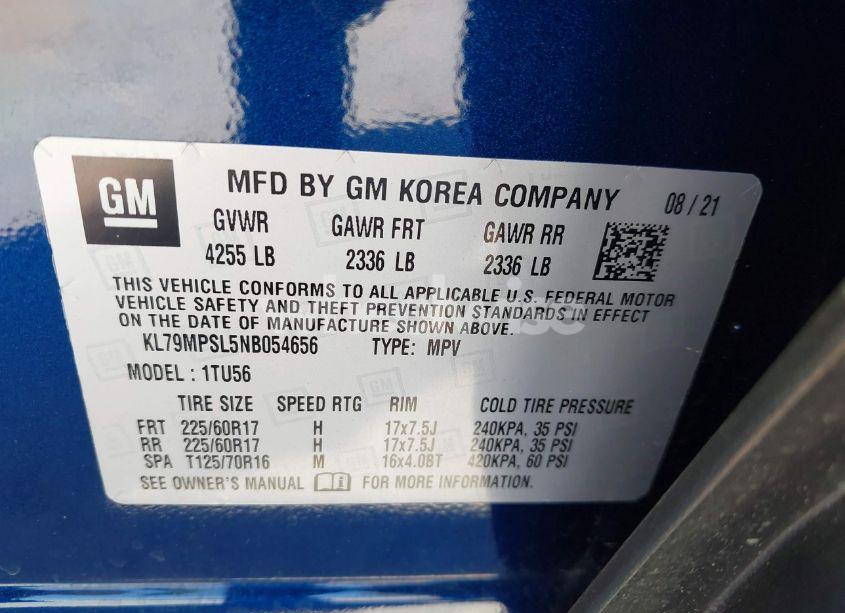 GM
MFD BY GM KOREA COMPANY 08 / 21
GVWR GAWR FRT GAWR RR
4255 LB 2336 LB 2336 LB
THIS VEHICLE CONFORMS TO ALL APPLICABLE U.S. FEDERAL MOTOR
VEHICLE SAFETY AND THEFT PREVENTION STANDARDS IN EFFECT
ON THE DATE OF MANUFACTURE SHOWN ABOVE.
KL79MPSL5NB054656 TYPE: MPV
MODEL : 1TU56
TIRE SIZE SPEED RTG RIM COLD TIRE PRESSURE
FRT 225/60R17 H 17x7.5J 240KPA, 35 PSI
RR 225/60R17 H 17x7.5J 240KPA, 35 PSI
SPA T125/70R16 M 16x4.0BT 420KPA, 60 PSI
SEE OWNER'S MANUAL FOR MORE INFORMATION.